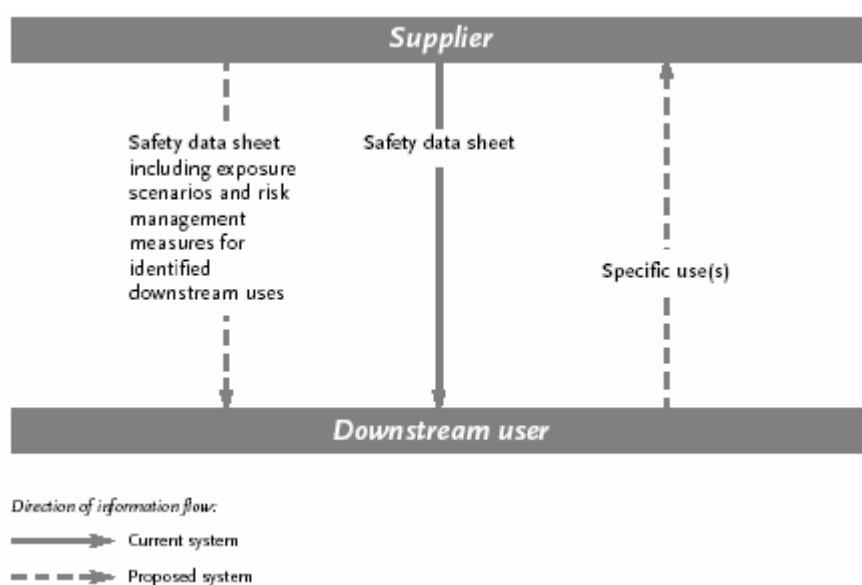 Supplier
Safety data sheet
including exposure
scenarios and risk
management
measures for
identified
downstream uses
Safety data sheet
Specific use(s)
Downstream user
Direction of information flow:
Current system
Proposed system